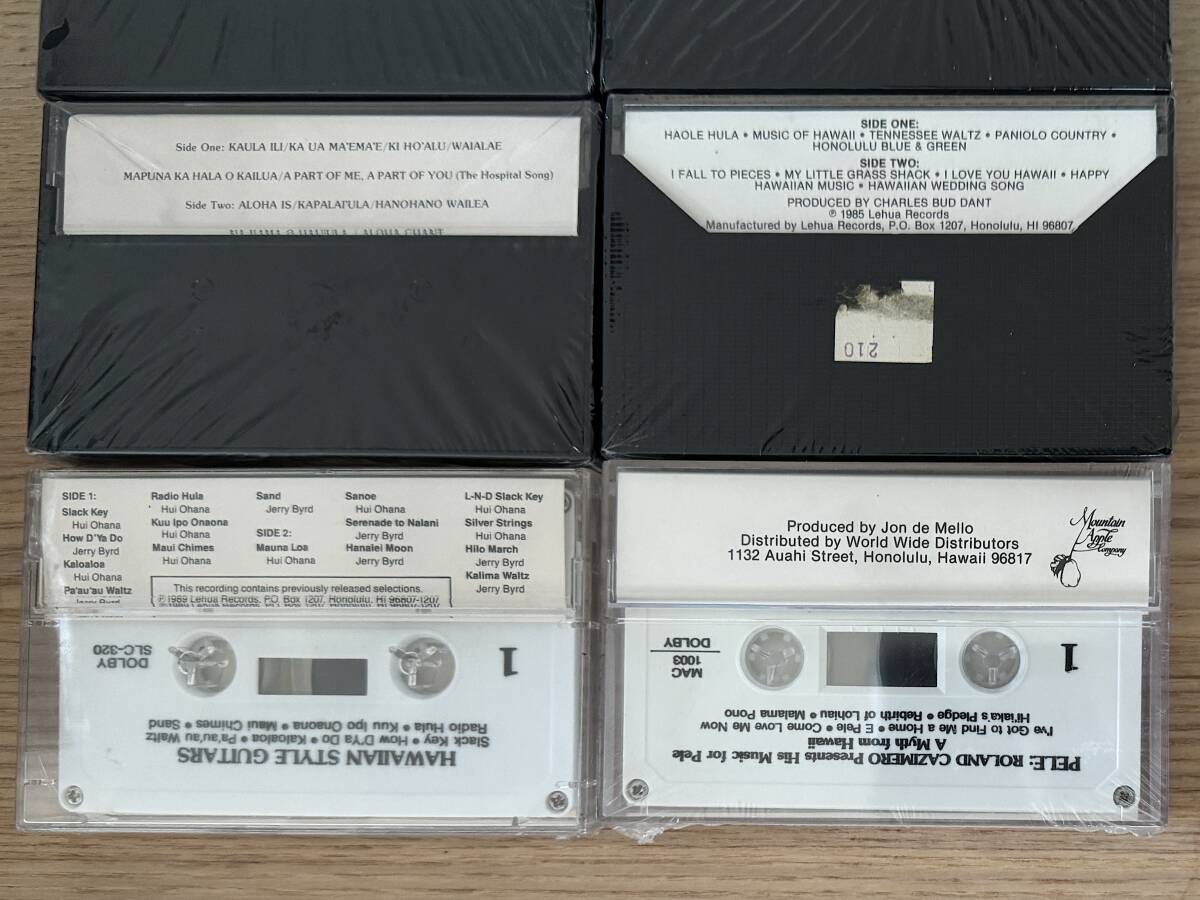 Side One: KAULA ILI/KA UA MA'EMA'E/KI HO'ALU/WAIALAE
MAPUNA KA HALA O KAILUA/A PART OF ME, A PART OF YOU (The Hospital Song)
Side Two: ALOHA IS/KAPALAI'ULA/HANOHANO WAILEA
SIDE ONE:
HAOLE HULA • MUSIC OF HAWAII • TENNESSEE WALTZ • PANIOLO COUNTRY •
HONOLULU BLUE & GREEN
SIDE TWO:
I FALL TO PIECES • MY LITTLE GRASS SHACK • I LOVE YOU HAWAII • HAPPY
HAWAIIAN MUSIC • HAWAIIAN WEDDING SONG
PRODUCED BY CHARLES BUD DANT
℗ 1985 Lehua Records
Manufactured by Lehua Records, P.O. Box 1207, Honolulu, HI 96807
210
SIDE 1:
Slack Key
Hui Ohana
How D'Ya Do
Jerry Byrd
Kaloaloa
Hui Ohana
Pa'au'au Waltz
Jerry Byrd
Radio Hula
Hui Ohana
Kuu Ipo Onaona
Hui Ohana
Maui Chimes
Hui Ohana
Sand
Jerry Byrd
SIDE 2:
Mauna Loa
Hui Ohana
Sanoe
Hui Ohana
Serenade to Nalani
Jerry Byrd
Hanalei Moon
Jerry Byrd
L-N-D Slack Key
Hui Ohana
Silver Strings
Hui Ohana
Hilo March
Jerry Byrd
Kalima Waltz
Jerry Byrd
This recording contains previously released selections.
℗ 1989 Lehua Records, P.O. Box 1207, Honolulu, HI 96807-1207
Produced by Jon de Mello
Distributed by World Wide Distributors
1132 Auahi Street, Honolulu, Hawaii 96817
Mountain
Apple
Company
HAWAIIAN STYLE GUITARS
Slack Key • How D'Ya Do • Kaloaloa • Pa'au'au Waltz
Radio Hula • Kuu Ipo Onaona • Maui Chimes • Sand
1
DOLBY
SLC-320
PELE: ROLAND CAZIMERO Presents His Music for Pele
A Myth from Hawaii
I've Got to Find Me a Home • E Pele • Come Love Me Now
Hi'iaka's Pledge • Rebirth of Lohiau • Malama Pono
1
MAC
1003
DOLBY